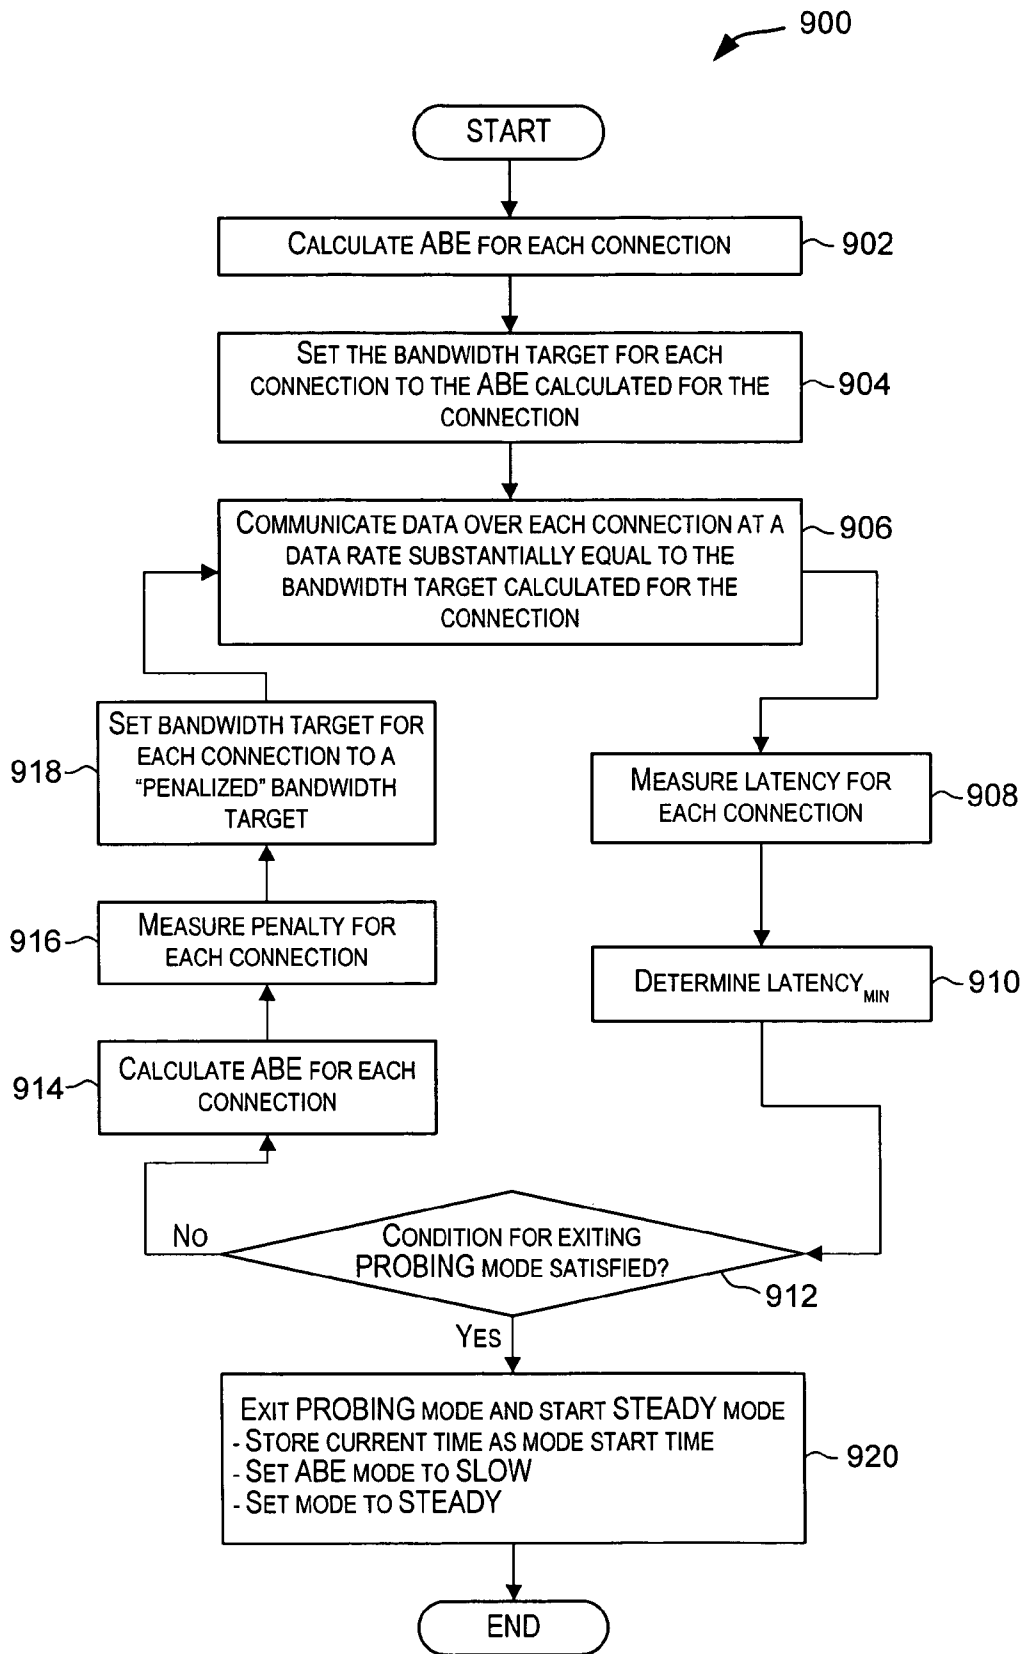 900
START
CALCULATE ABE FOR EACH CONNECTION
902
SET THE BANDWIDTH TARGET FOR EACH
CONNECTION TO THE ABE CALCULATED FOR THE
CONNECTION
904
COMMUNICATE DATA OVER EACH CONNECTION AT A
DATA RATE SUBSTANTIALLY EQUAL TO THE
BANDWIDTH TARGET CALCULATED FOR THE
CONNECTION
906
SET BANDWIDTH TARGET FOR
EACH CONNECTION TO A
“PENALIZED” BANDWIDTH
TARGET
918
MEASURE LATENCY FOR
EACH CONNECTION
908
MEASURE PENALTY FOR
EACH CONNECTION
916
DETERMINE LATENCY MIN
910
CALCULATE ABE FOR EACH
CONNECTION
914
NO
CONDITION FOR EXITING
PROBING MODE SATISFIED?
912
YES
EXIT PROBING MODE AND START STEADY MODE
- STORE CURRENT TIME AS MODE START TIME
- SET ABE MODE TO SLOW
- SET MODE TO STEADY
920
END